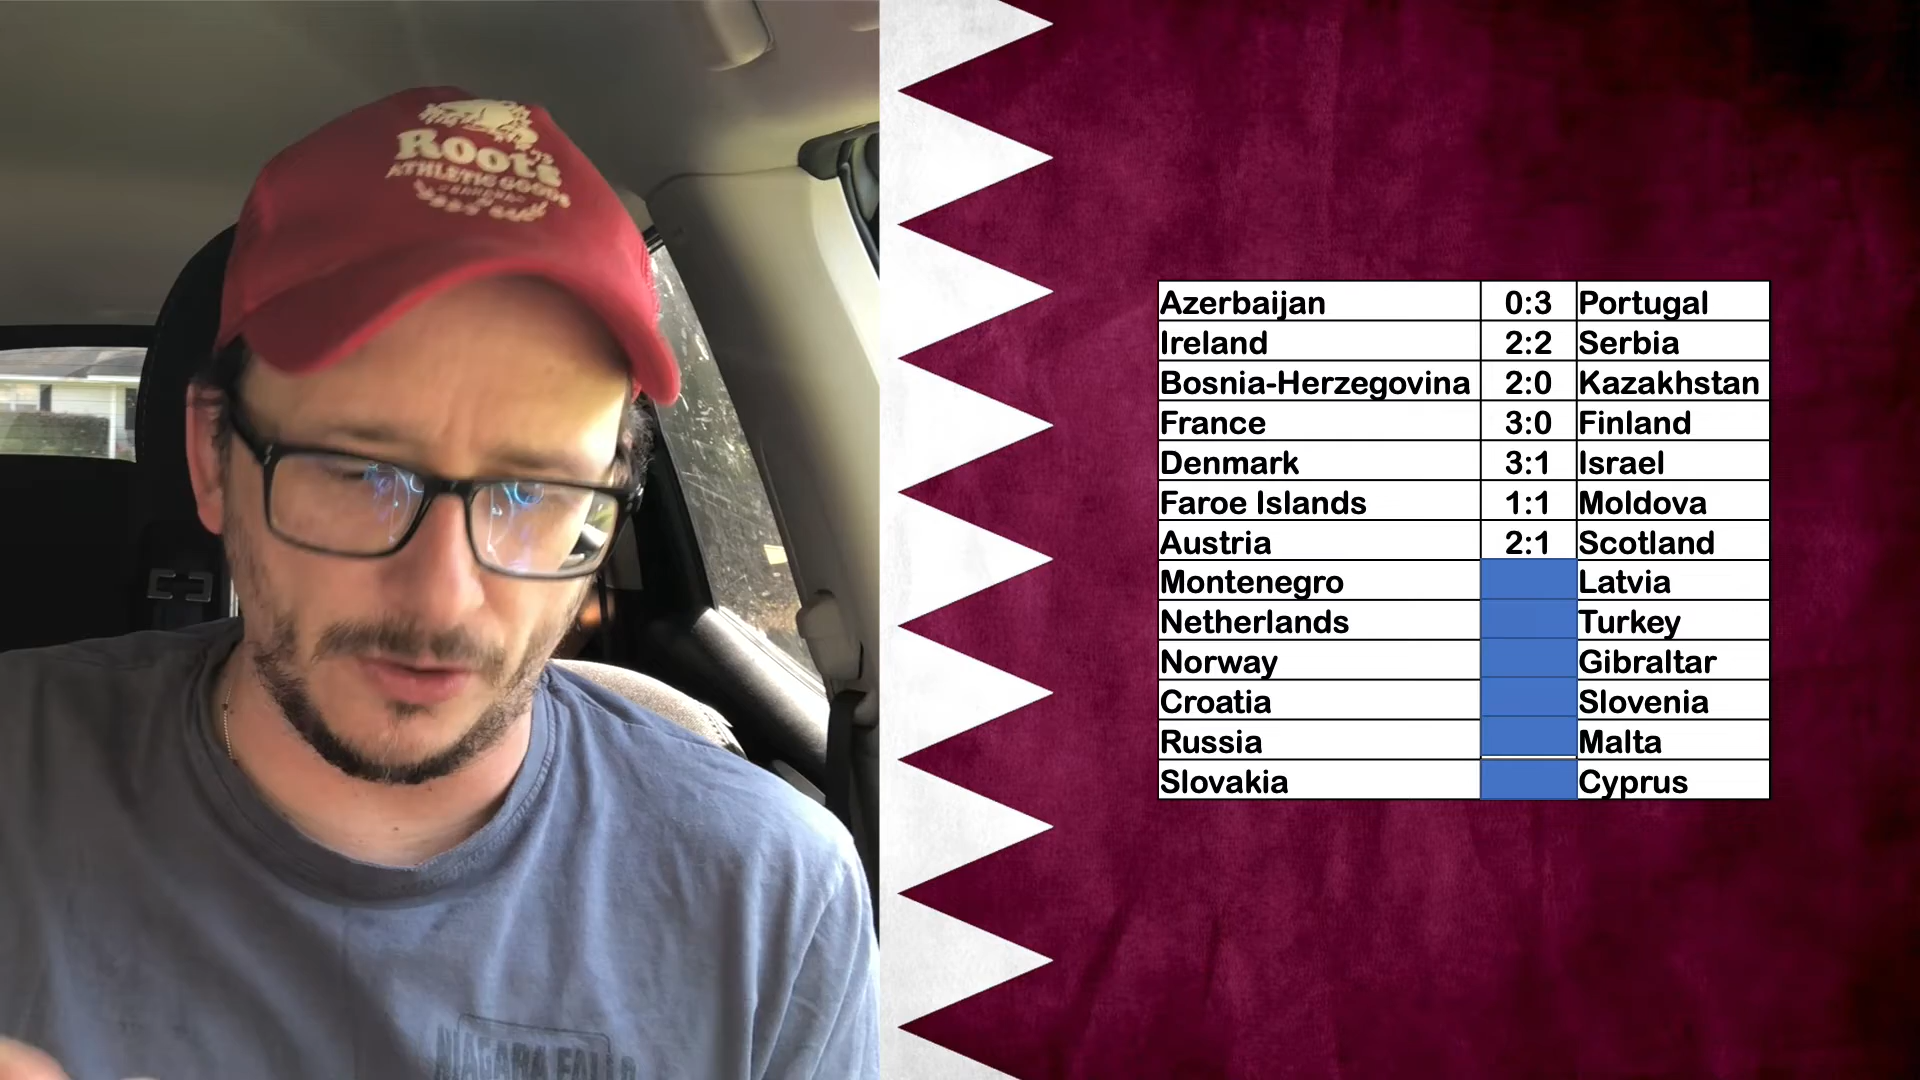 Roots
73
ATHLETIC GOODS
NIAGARA FALLS
Azerbaijan 0:3 Portugal
Ireland 2:2 Serbia
Bosnia-Herzegovina 2:0 Kazakhstan
France 3:0 Finland
Denmark 3:1 Israel
Faroe Islands 1:1 Moldova
Austria 2:1 Scotland
Montenegro Latvia
Netherlands Turkey
Norway Gibraltar
Croatia Slovenia
Russia Malta
Slovakia Cyprus